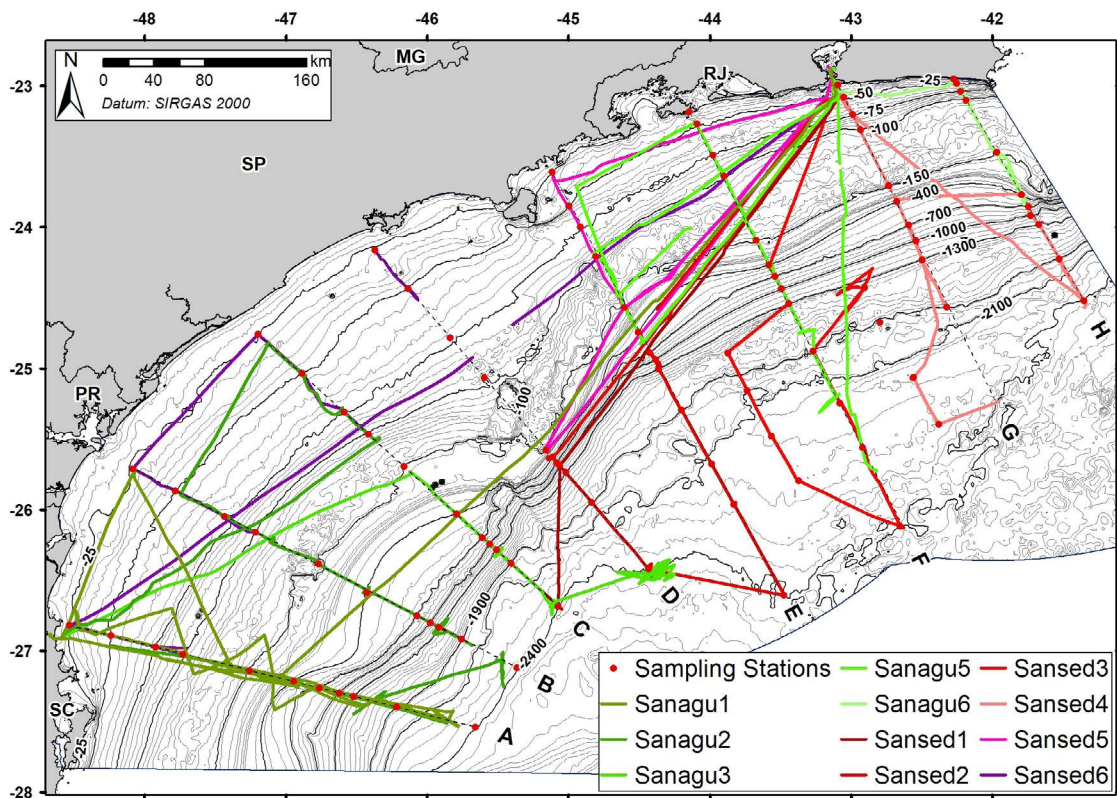 -48 -47 -46 -45 -44 -43 -42
N
0 20 40 80 160
km
Datum: SIRGAS 2000
MG
RJ
SP
PR
SC
-23
-24
-25
-26
-27
-28
-25
-50
-75
-100
-150
-400
-700
-1000
-1300
-2100
-100
-25
-1900
-2400
-25
H
G
F
E
D
C
B
A
Sampling Stations
Sanagu1
Sanagu2
Sanagu3
Sanagu5
Sanagu6
Sansed1
Sansed2
Sansed3
Sansed4
Sansed5
Sansed6